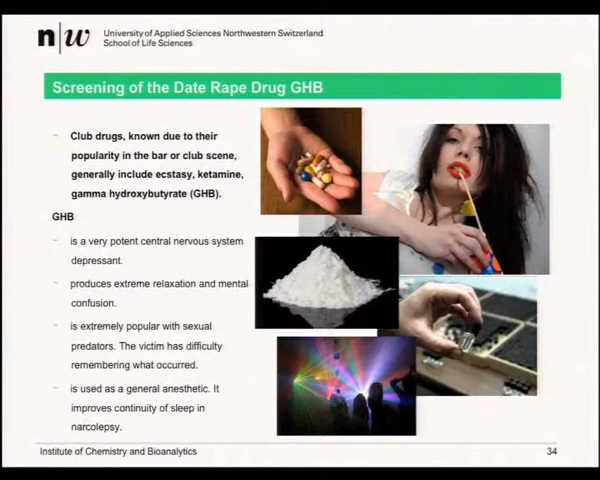 n|w University of Applied Sciences Northwestern Switzerland
School of Life Sciences
Screening of the Date Rape Drug GHB
– Club drugs, known due to their
popularity in the bar or club scene,
generally include ecstasy, ketamine,
gamma hydroxybutyrate (GHB).
GHB
– is a very potent central nervous system
depressant.
– produces extreme relaxation and mental
confusion.
– is extremely popular with sexual
predators. The victim has difficulty
remembering what occurred.
– is used as a general anesthetic. It
improves continuity of sleep in
narcolepsy.
Institute of Chemistry and Bioanalytics 34